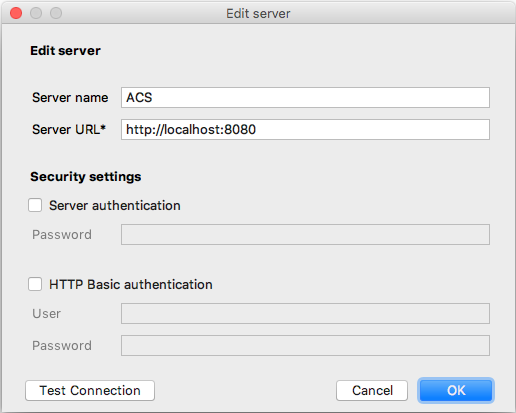 Edit server
Edit server
Server name ACS
Server URL* http://localhost:8080
Security settings
Server authentication
Password
HTTP Basic authentication
User
Password
Test Connection Cancel OK